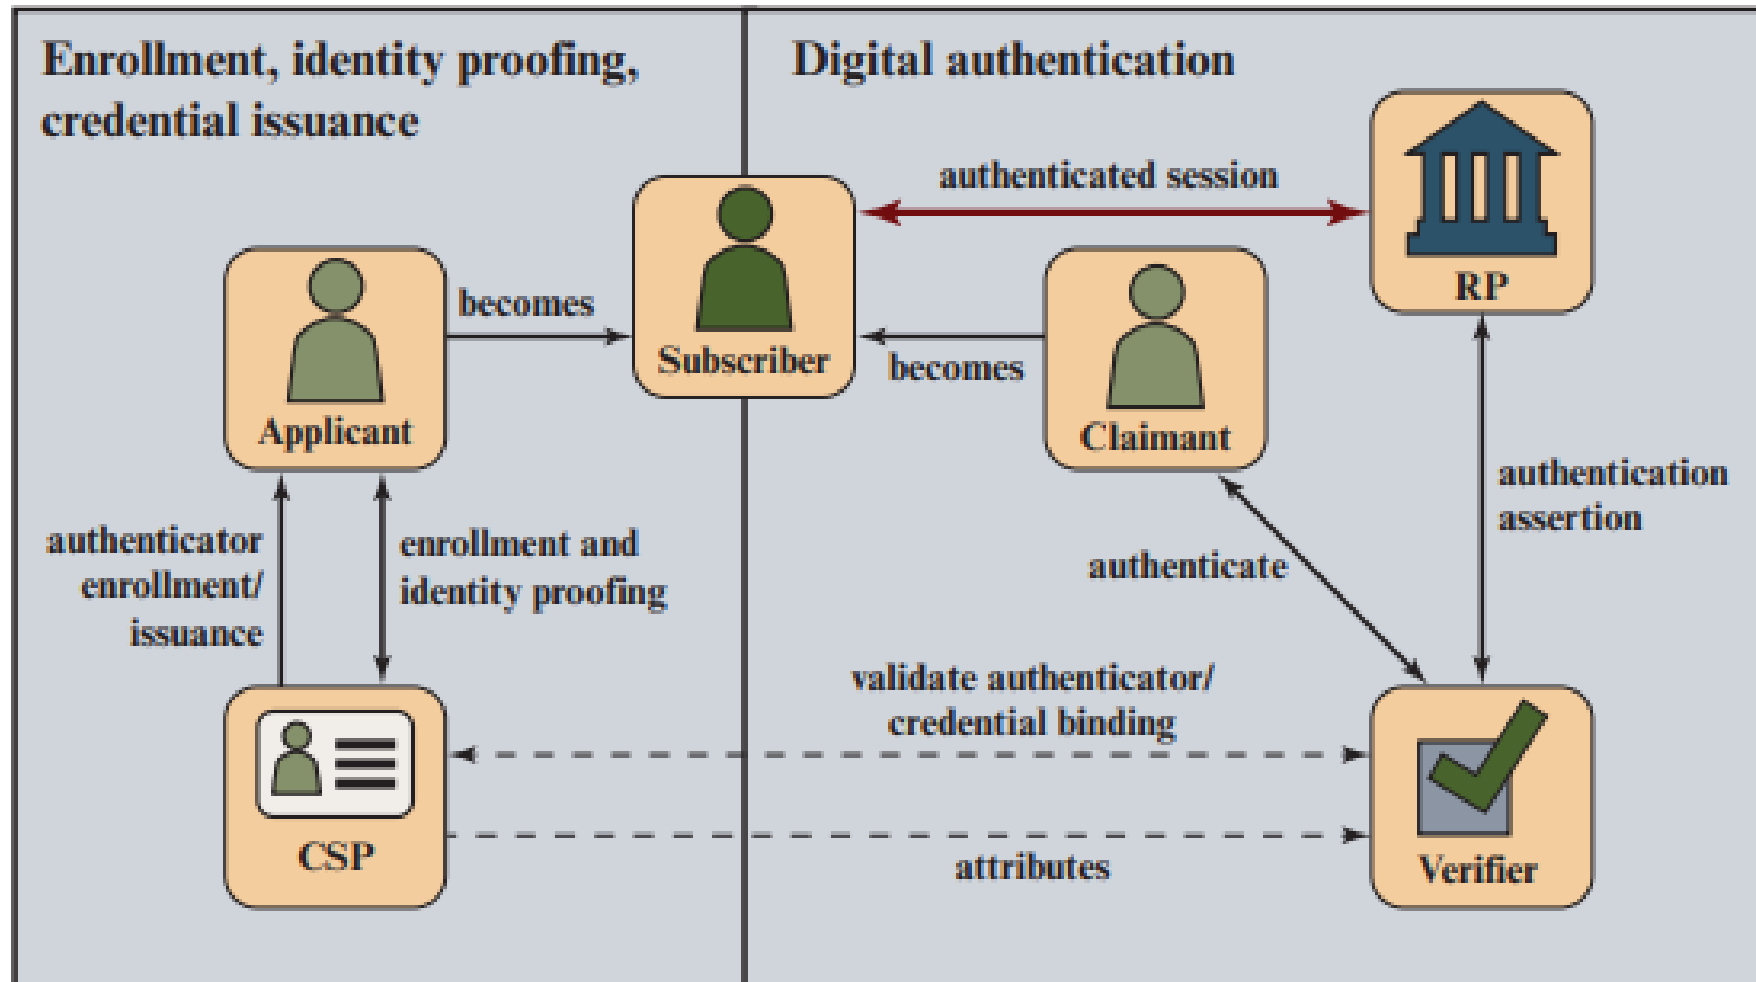 Enrollment, identity proofing,
credential issuance
Digital authentication
authenticated session
RP
becomes
Subscriber
becomes
Applicant
Claimant
authenticator
enrollment/
issuance
enrollment and
identity proofing
authenticate
authentication
assertion
validate authenticator/
credential binding
CSP
attributes
Verifier